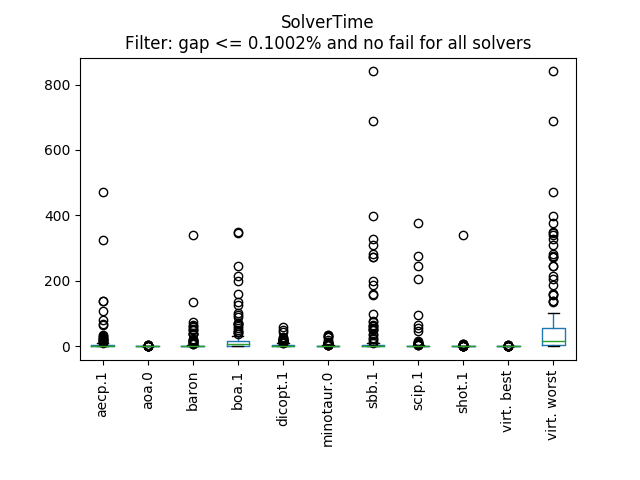 SolverTime
Filter: gap <= 0.1002% and no fail for all solvers
800
600
400
200
0
aecp.1
aoa.0
baron
boa.1
dicopt.1
minotaur.0
sbb.1
scip.1
shot.1
virt. best
virt. worst